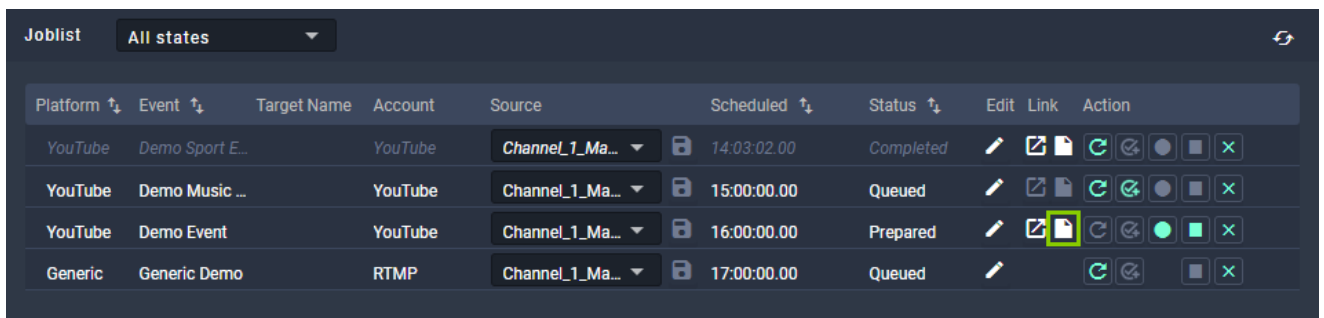 Joblist All states
Platform Event Target Name Account Source Scheduled Status Edit Link Action
YouTube Demo Sport E... YouTube Channel_1_Ma... 14:03:02.00 Completed
YouTube Demo Music ... YouTube Channel_1_Ma... 15:00:00.00 Queued
YouTube Demo Event YouTube Channel_1_Ma... 16:00:00.00 Prepared
Generic Generic Demo RTMP Channel_1_Ma... 17:00:00.00 Queued